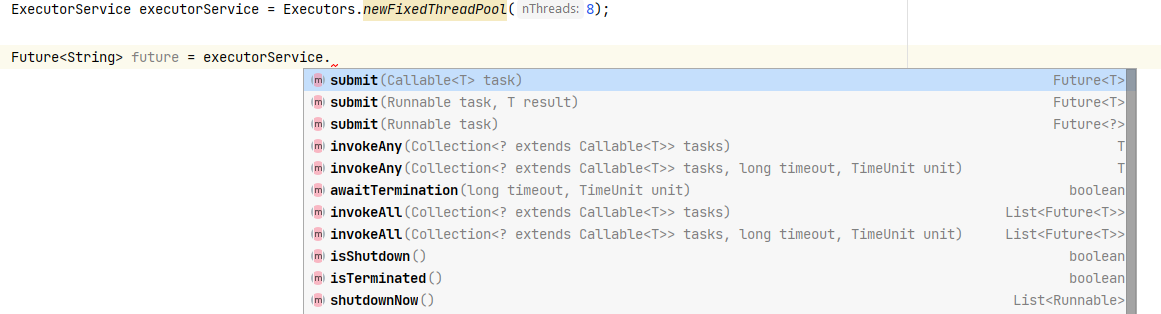 ExecutorService executorService = Executors.newFixedThreadPool( nThreads: 8);
Future<String> future = executorService.
m submit(Callable<T> task) Future<T>
m submit(Runnable task, T result) Future<T>
m submit(Runnable task) Future<?>
m invokeAny(Collection<? extends Callable<T>> tasks) T
m invokeAny(Collection<? extends Callable<T>> tasks, long timeout, TimeUnit unit) T
m awaitTermination(long timeout, TimeUnit unit) boolean
m invokeAll(Collection<? extends Callable<T>> tasks) List<Future<T>>
m invokeAll(Collection<? extends Callable<T>> tasks, long timeout, TimeUnit unit) List<Future<T>>
m isShutdown() boolean
m isTerminated() boolean
m shutdownNow() List<Runnable>